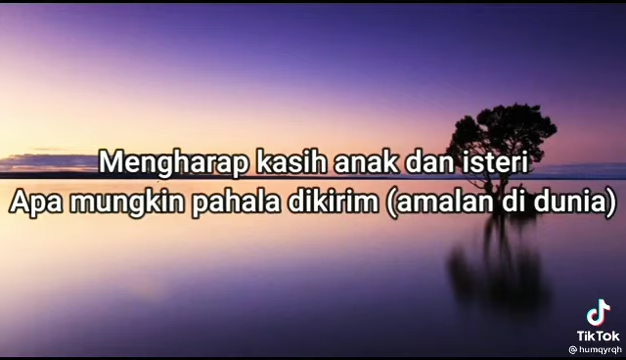 Mengharap kasih anak dan isteri
Apa mungkin pahala dikirim (amalan di dunia)
TikTok
@humqyrqh